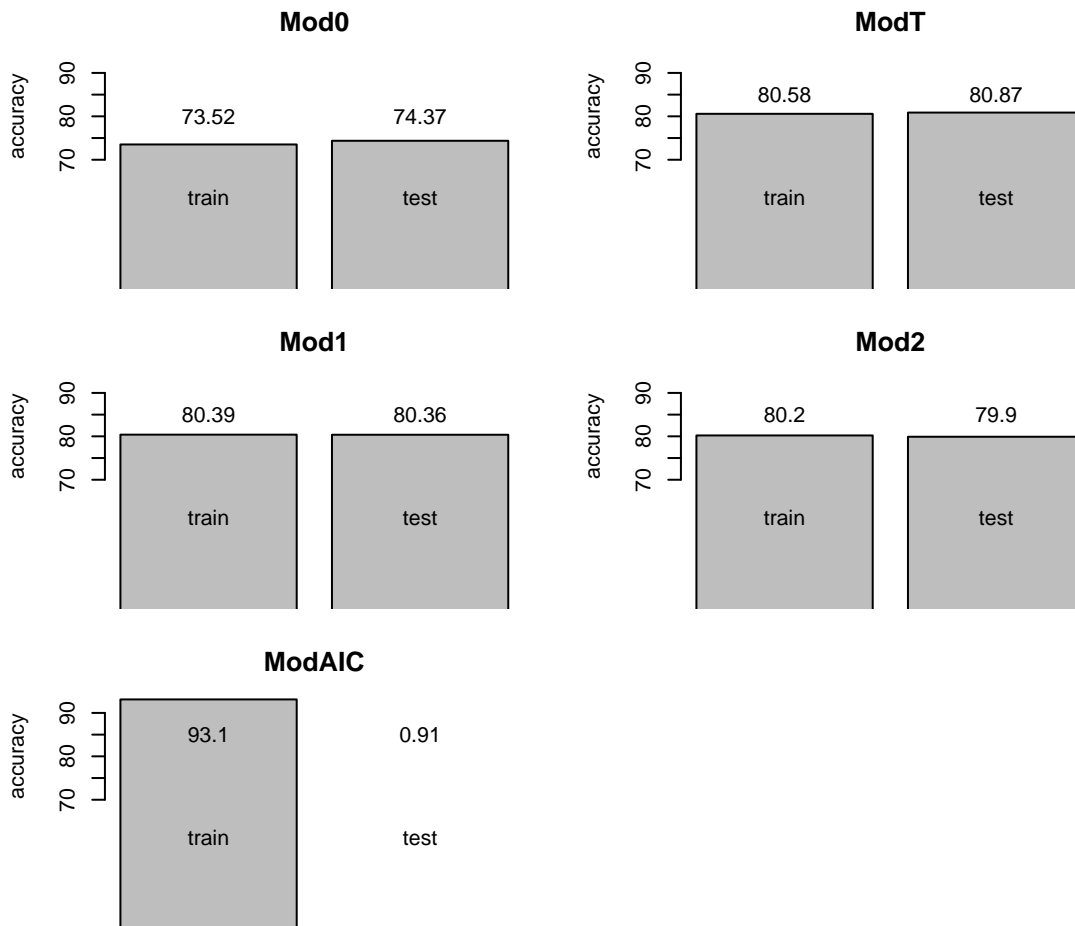 Mod0
accuracy
90
80
70
73.52
74.37
train
test
ModT
accuracy
90
80
70
80.58
80.87
train
test
Mod1
accuracy
90
80
70
80.39
80.36
train
test
Mod2
accuracy
90
80
70
80.2
79.9
train
test
ModAIC
accuracy
90
80
70
93.1
0.91
train
test